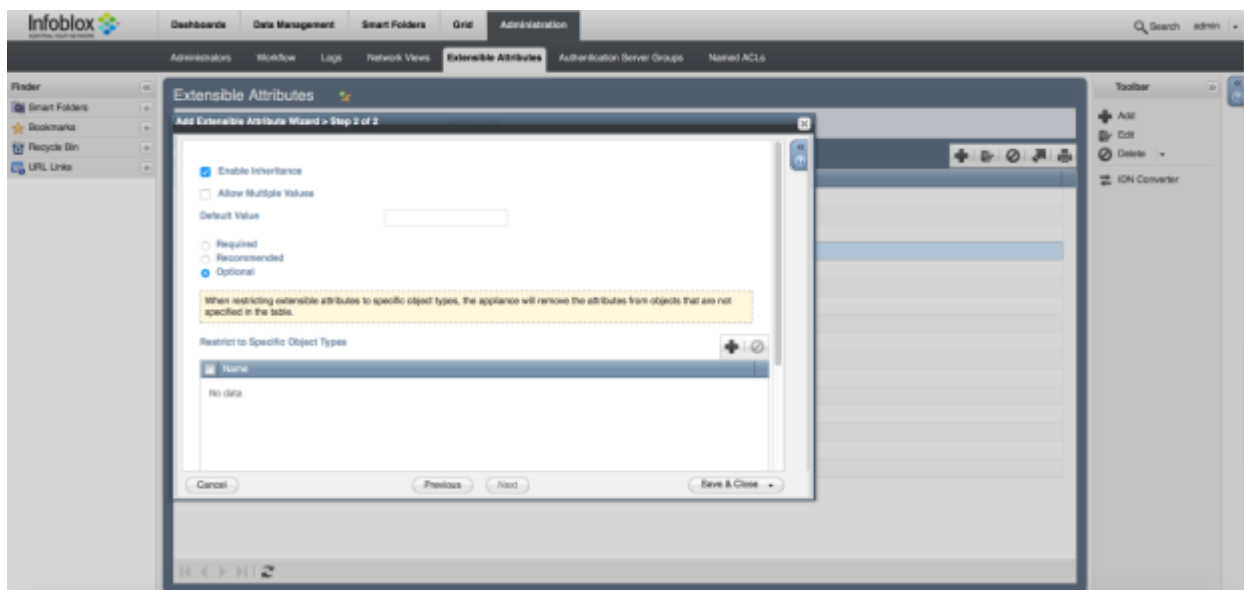 Infoblox
CONTROL YOUR NETWORK
Dashboards Data Management Smart Folders Grid Administration
Search admin
Administrators Workflow Logs Network Views Extensible Attributes Authentication Server Groups Named ACLs
Finder
Smart Folders
Bookmarks
Recycle Bin
URL Links
Extensible Attributes
Add Extensible Attribute Wizard > Step 2 of 2
Enable Inheritance
Allow Multiple Values
Default Value
Required
Recommended
Optional
When restricting extensible attributes to specific object types, the appliance will remove the attributes from objects that are not
specified in the table.
Restrict to Specific Object Types
Name
No data
Cancel Previous Next Save & Close
Toolbar
Add
Edit
Delete
IDN Converter